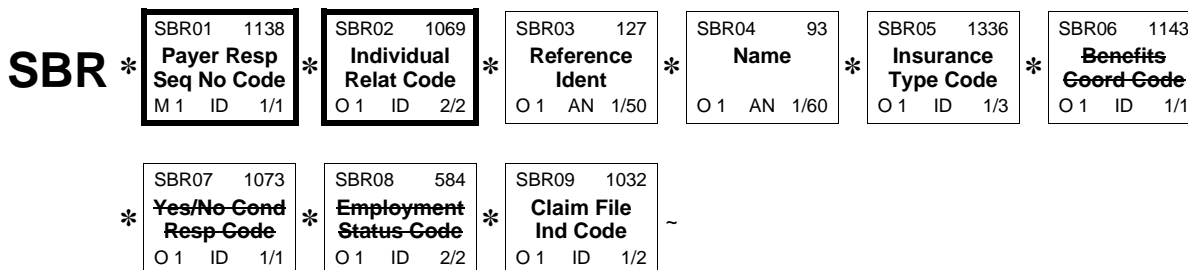 SBR * SBR01 1138 * SBR02 1069 * SBR03 127 * SBR04 93 * SBR05 1336 * SBR06 1143
Payer Resp Individual Reference Name Insurance Benefits
Seq No Code Relat Code Ident Type Code Coord Code
M 1 ID 1/1 O 1 ID 2/2 O 1 AN 1/50 O 1 AN 1/60 O 1 ID 1/3 O 1 ID 1/1
* SBR07 1073 * SBR08 584 * SBR09 1032 ~
Yes/No Cond Employment Claim File
Resp Code Status Code Ind Code
O 1 ID 1/1 O 1 ID 2/2 O 1 ID 1/2